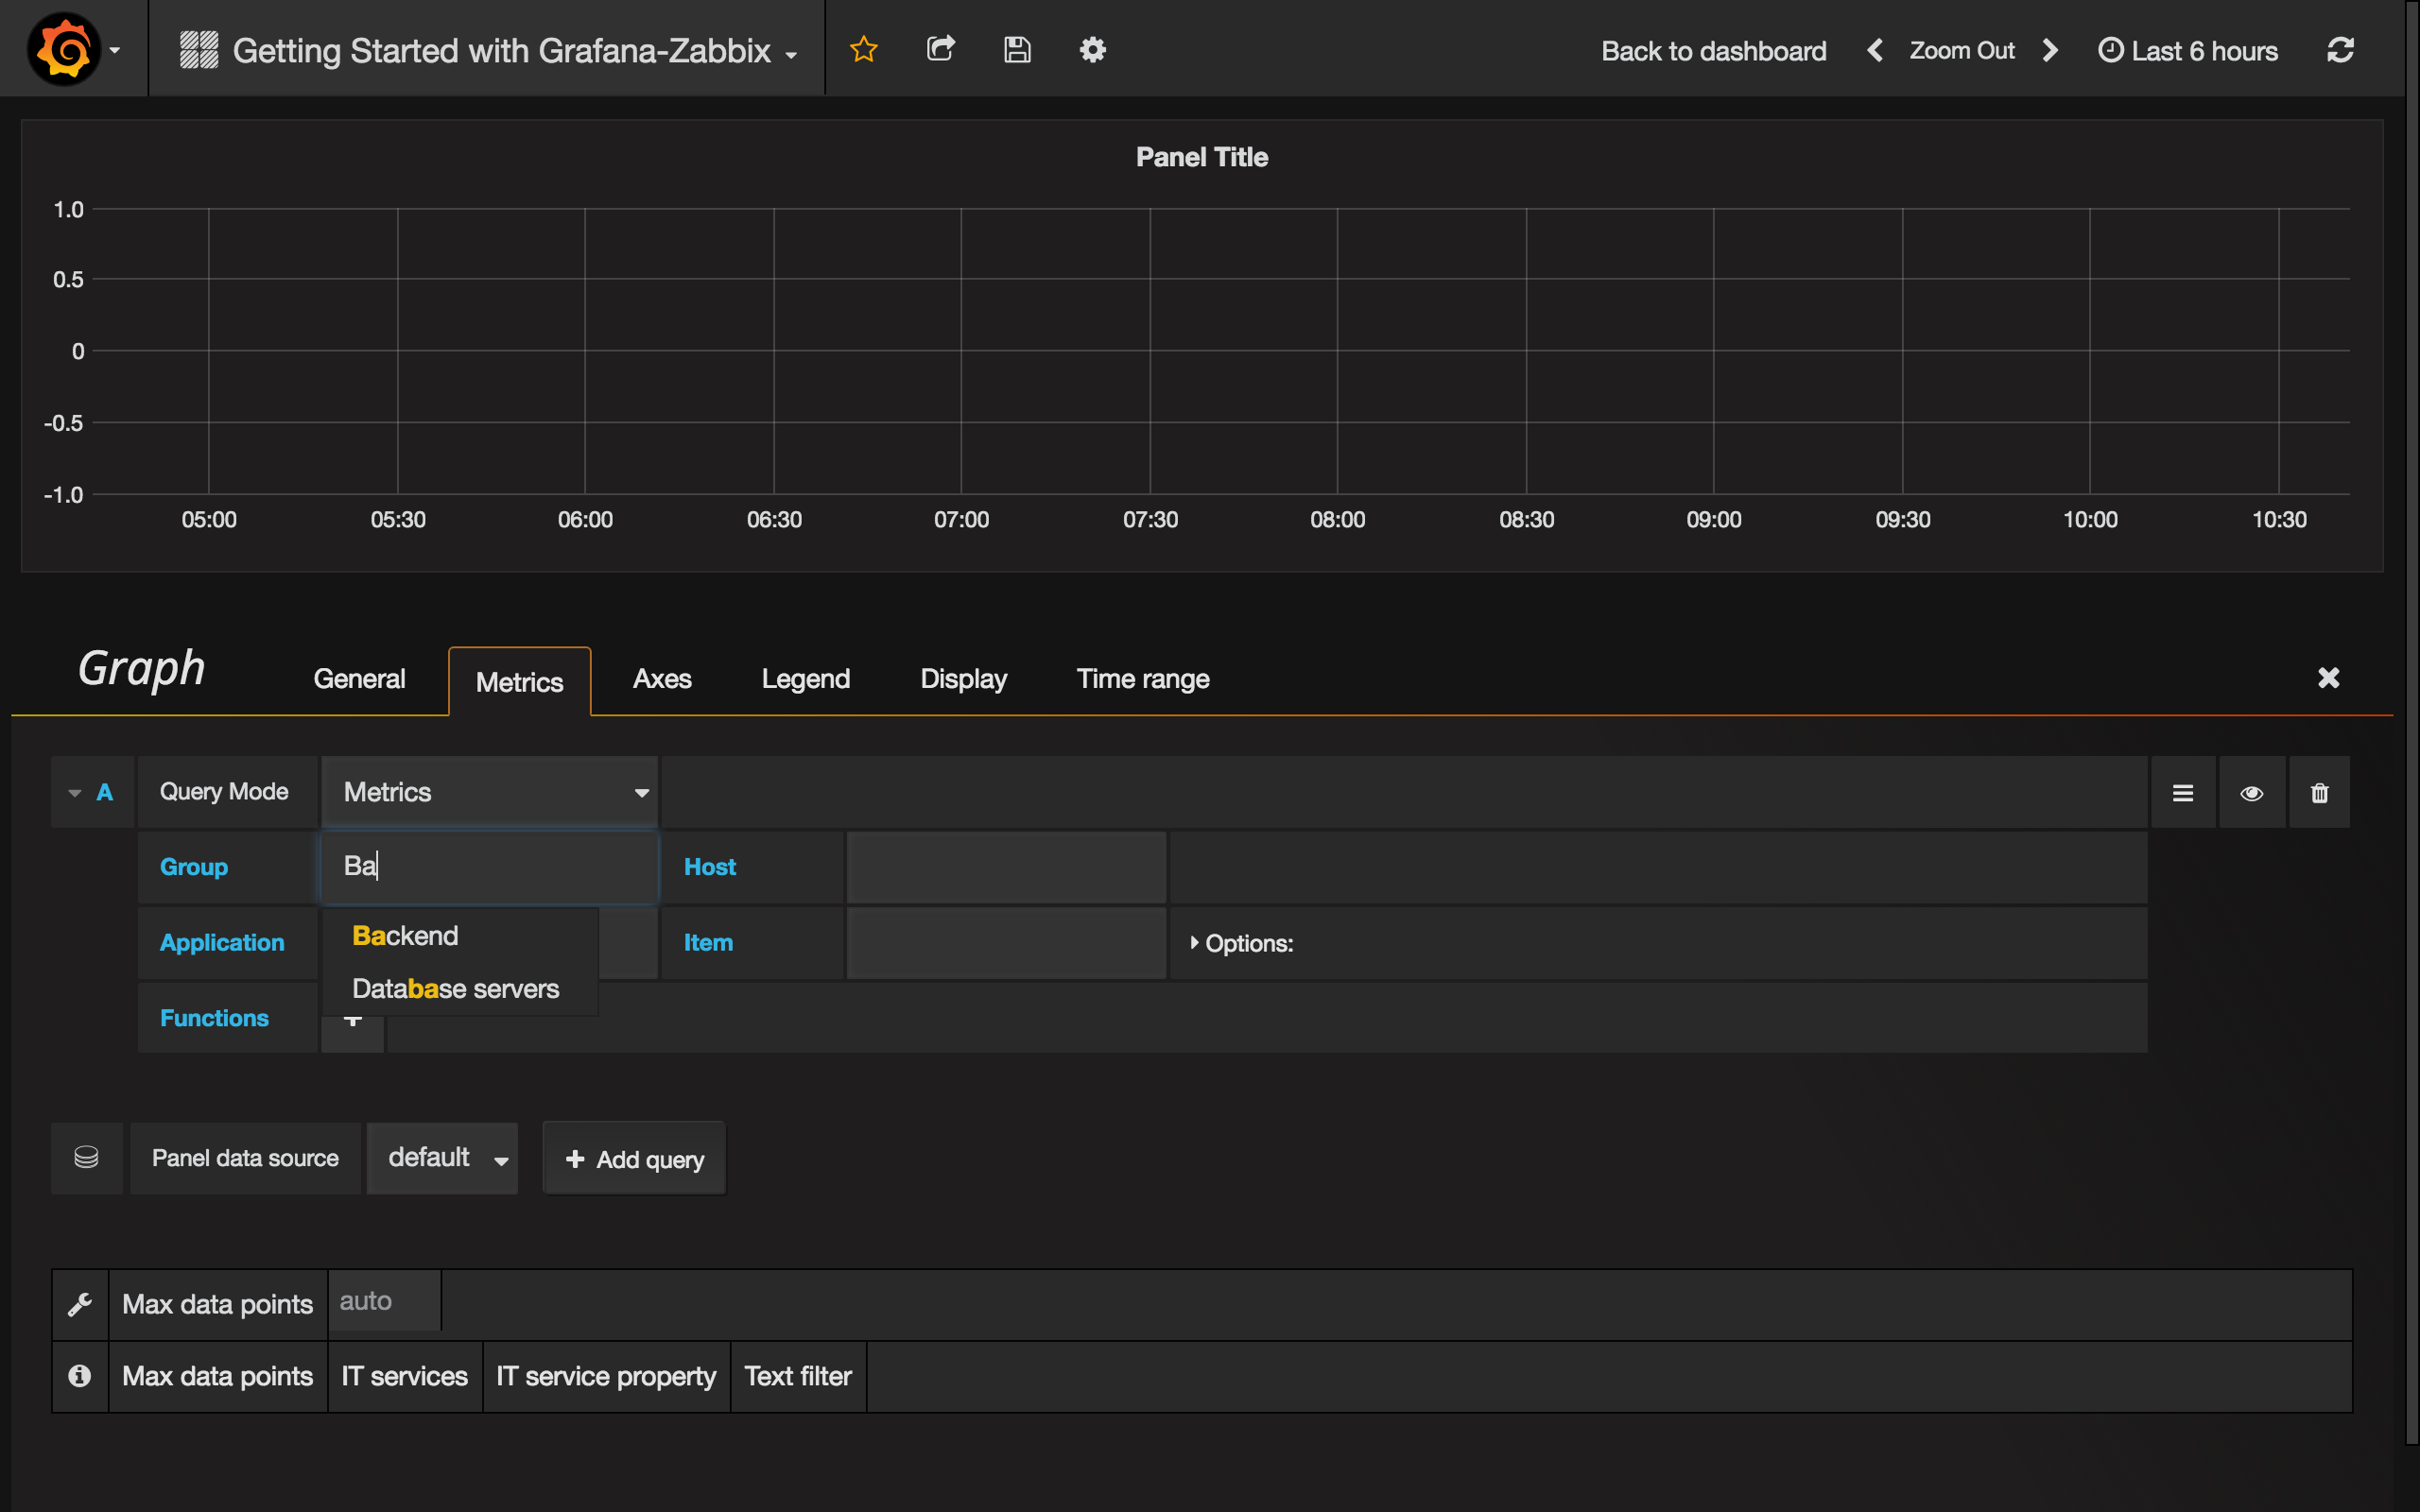 Getting Started with Grafana-Zabbix
Back to dashboard
Zoom Out
Last 6 hours
Panel Title
1.0
0.5
0
-0.5
-1.0
05:00 05:30 06:00 06:30 07:00 07:30 08:00 08:30 09:00 09:30 10:00 10:30
Graph
General
Metrics
Axes
Legend
Display
Time range
A Query Mode Metrics
Group Ba Host
Backend
Application Item Options:
Database servers
Functions
Panel data source default + Add query
Max data points auto
Max data points IT services IT service property Text filter